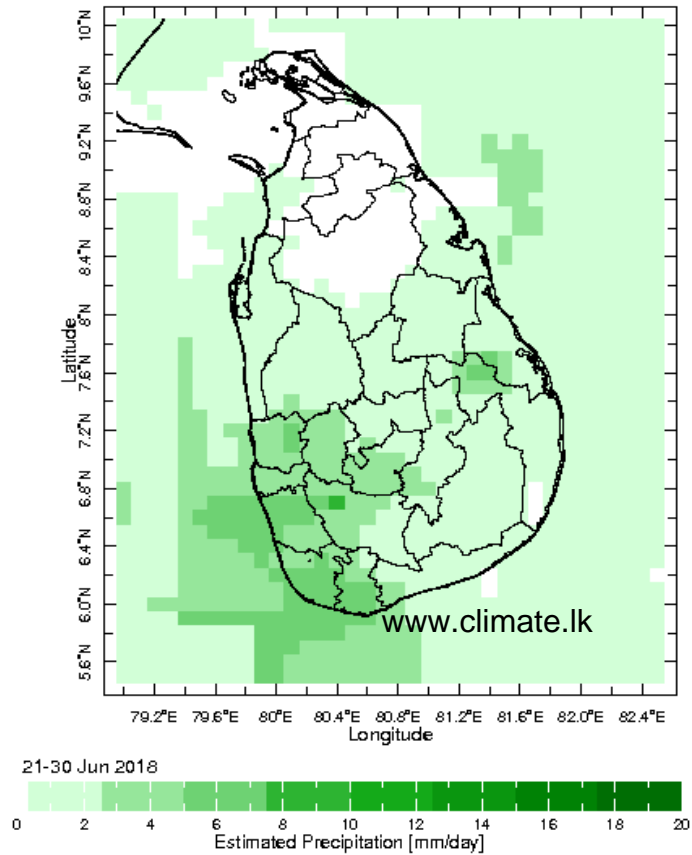 10°N
9.6°N
9.2°N
8.8°N
8.4°N
8°N
7.6°N
7.2°N
6.8°N
6.4°N
6.0°N
5.6°N
Latitude
www.climate.lk
79.2°E 79.6°E 80°E 80.4°E 80.8°E 81.2°E 81.6°E 82.0°E 82.4°E
Longitude
21-30 Jun 2018
0 2 4 6 8 10 12 14 16 18 20
Estimated Precipitation [mm/day]